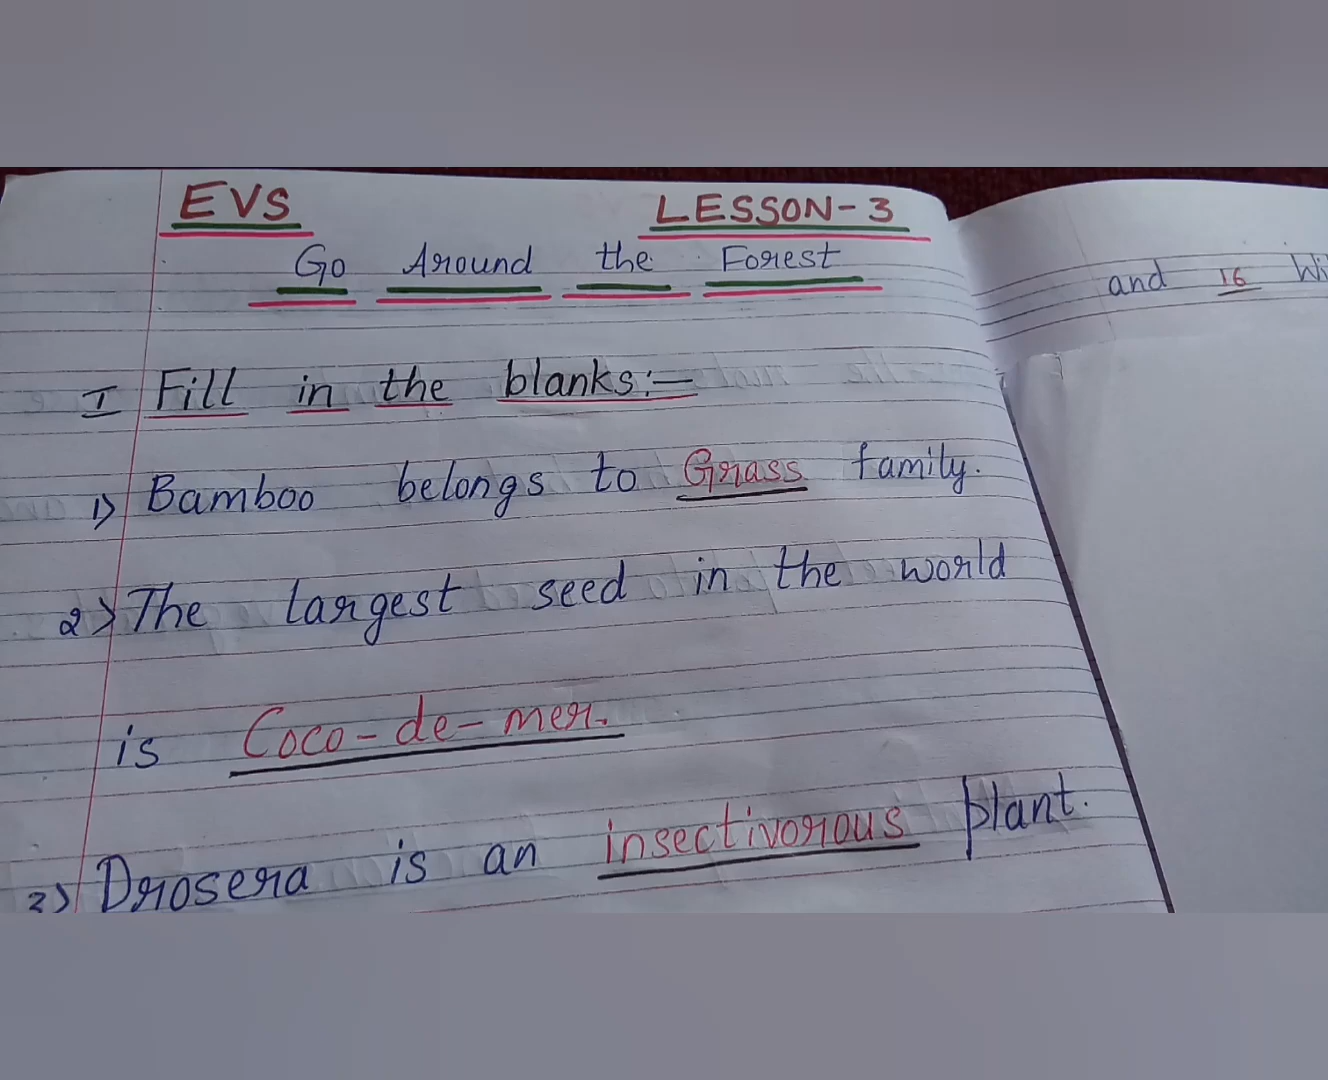 EVS LESSON-3
Go Around the Forest
I Fill in the blanks:-
1) Bamboo belongs to Grass family.
2) The largest seed in the world
is Coco-de-mer.
3) Drosera is an insectivorous plant.
and 16